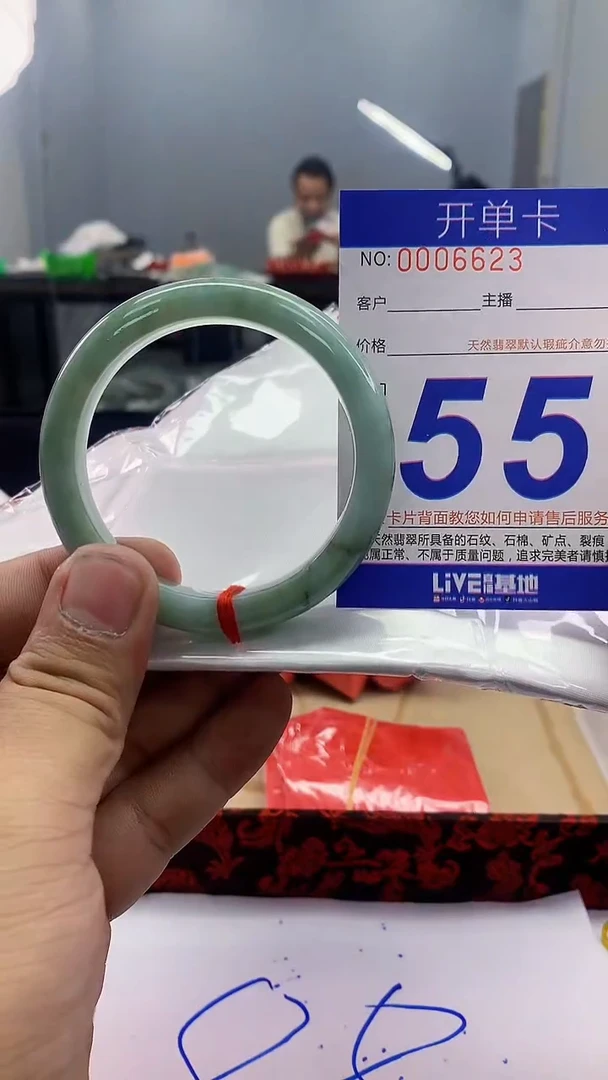 开单卡
NO: 0006623
客户 主播
价格 天然翡翠默认瑕疵介意勿
55
卡片背面教您如何申请售后服务
天然翡翠所具备的石纹、石棉、矿点、裂痕
属正常、不属于质量问题，追求完美者请慎
LiVE 基地